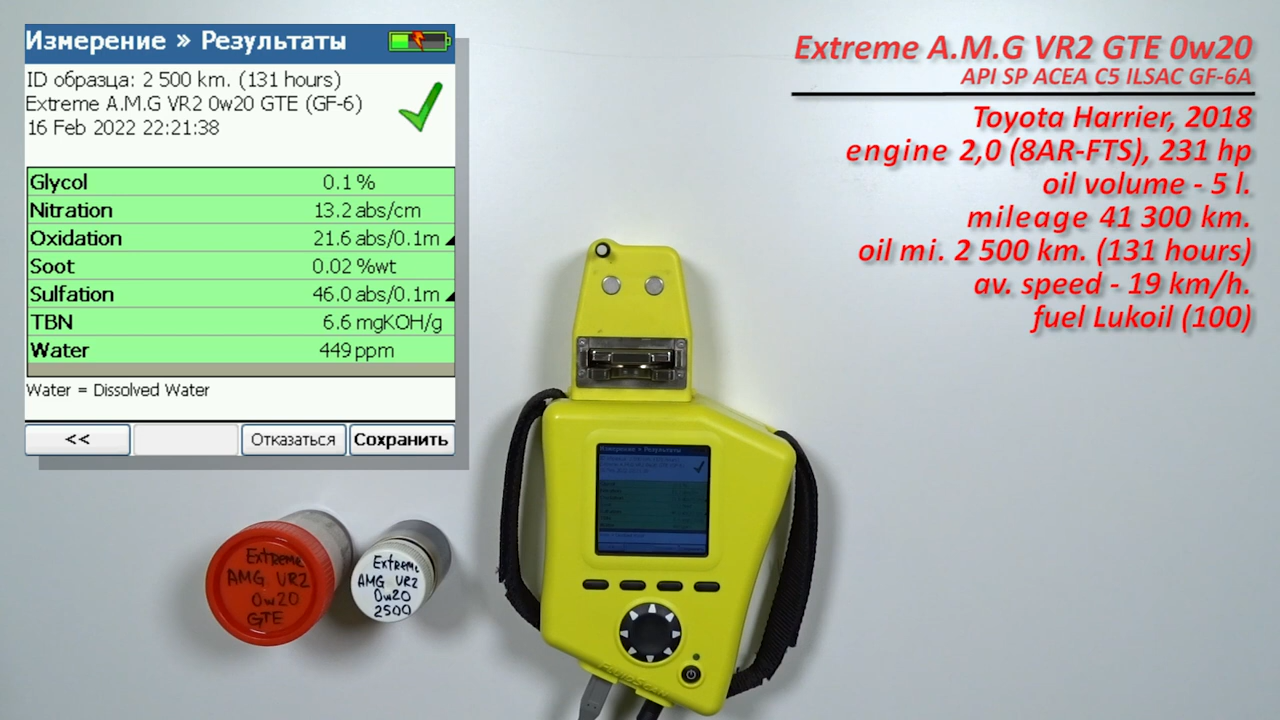 Измерение » Результаты
ID образца: 2 500 km. (131 hours)
Extreme A.M.G VR2 0w20 GTE (GF-6)
16 Feb 2022 22:21:38
Glycol 0.1 %
Nitration 13.2 abs/cm
Oxidation 21.6 abs/0.1m
Soot 0.02 %wt
Sulfation 46.0 abs/0.1m
TBN 6.6 mgKOH/g
Water 449 ppm
Water = Dissolved Water
<< Отказаться Сохранить
Extreme A.M.G VR2 GTE 0w20
API SP ACEA C5 ILSAC GF-6A
Toyota Harrier, 2018
engine 2,0 (8AR-FTS), 231 hp
oil volume - 5 l.
mileage 41 300 km.
oil mi. 2 500 km. (131 hours)
av. speed - 19 km/h.
fuel Lukoil (100)
Измерение » Результаты
Extreme
AMG VR2
0w20
GTE
Extreme
AMG VR2
0w20
2500
FluidScan